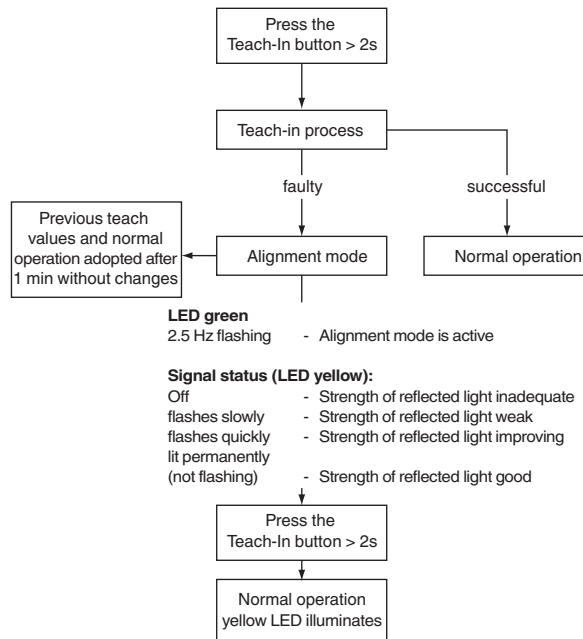 Press the
Teach-In button > 2s
Teach-in process
faulty
successful
Previous teach
values and normal
operation adopted after
1 min without changes
Alignment mode
Normal operation
LED green
2.5 Hz flashing - Alignment mode is active
Signal status (LED yellow):
Off - Strength of reflected light inadequate
flashes slowly - Strength of reflected light weak
flashes quickly - Strength of reflected light improving
lit permanently
(not flashing) - Strength of reflected light good
Press the
Teach-In button > 2s
Normal operation
yellow LED illuminates